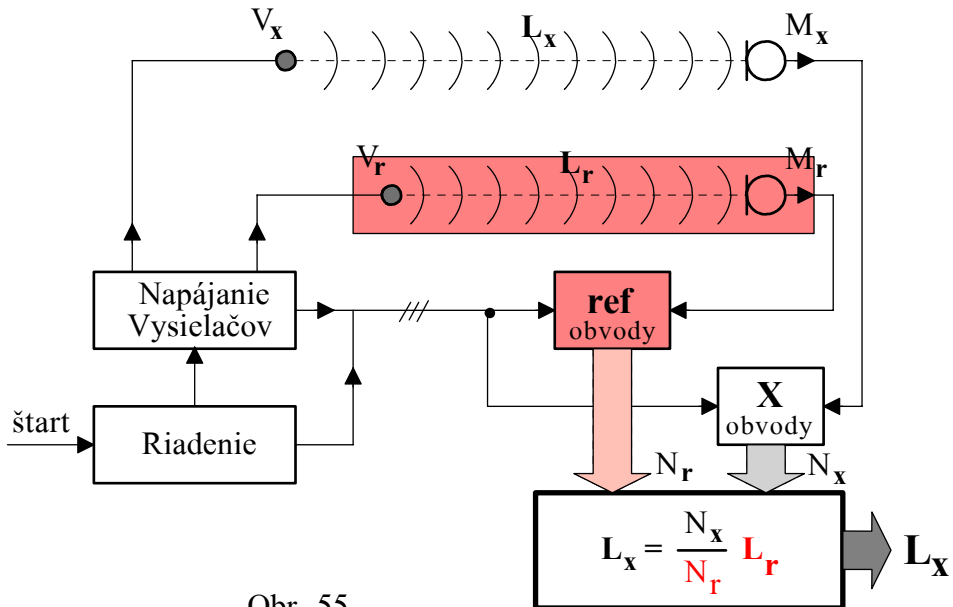 Vx Lx Mx
Vr Lr Mr
Napájanie
Vysielačov
ref
obvody
štart
Riadenie
X
obvody
Nr
Nx
Lx = Nx / Nr Lr
Lx
Obr. 55